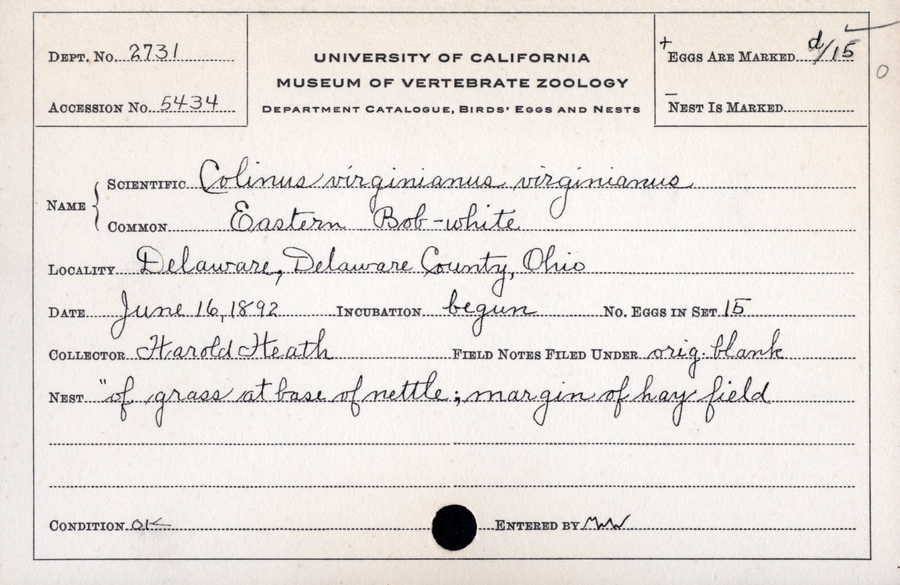 Dept. No. 2731
Accession No. 5434
UNIVERSITY OF CALIFORNIA
MUSEUM OF VERTEBRATE ZOOLOGY
Department Catalogue, Birds' Eggs and Nests
+ Eggs Are Marked d/15
– Nest Is Marked
Name { Scientific Colinus virginianus virginianus
Common Eastern Bob-white
Locality Delaware, Delaware County, Ohio
Date June 16, 1892 Incubation begun No. Eggs in Set 15
Collector Harold Heath Field Notes Filed Under orig. blank
Nest "of grass at base of nettle; margin of hay field
Condition OK Entered by